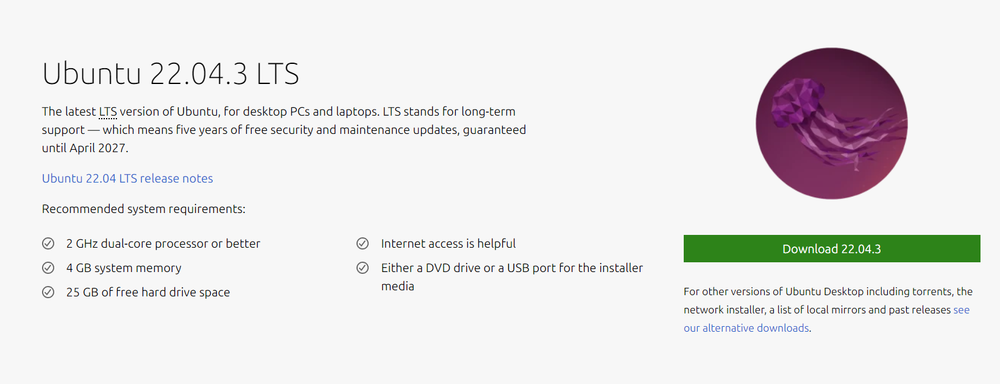 Ubuntu 22.04.3 LTS
The latest LTS version of Ubuntu, for desktop PCs and laptops. LTS stands for long-term
support — which means five years of free security and maintenance updates, guaranteed
until April 2027.
Ubuntu 22.04 LTS release notes
Recommended system requirements:
2 GHz dual-core processor or better
4 GB system memory
25 GB of free hard drive space
Internet access is helpful
Either a DVD drive or a USB port for the installer
media
Download 22.04.3
For other versions of Ubuntu Desktop including torrents, the
network installer, a list of local mirrors and past releases see
our alternative downloads.